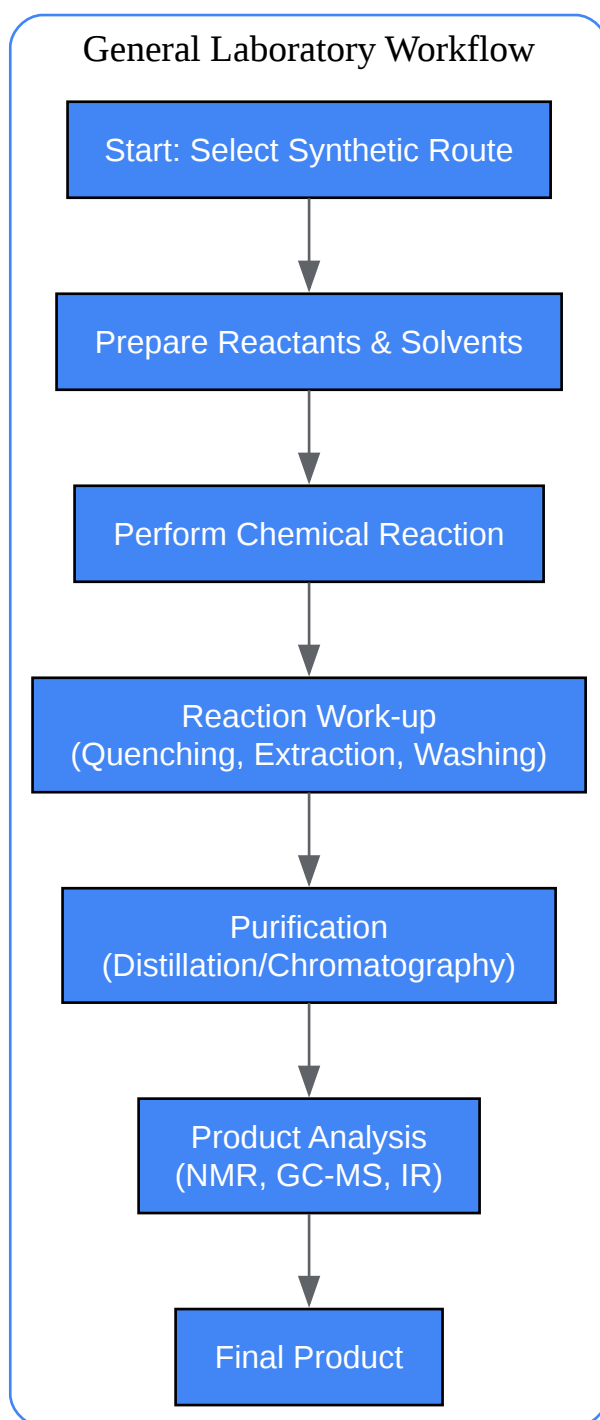 General Laboratory Workflow
Start: Select Synthetic Route
Prepare Reactants & Solvents
Perform Chemical Reaction
Reaction Work-up
(Quenching, Extraction, Washing)
Purification
(Distillation/Chromatography)
Product Analysis
(NMR, GC-MS, IR)
Final Product